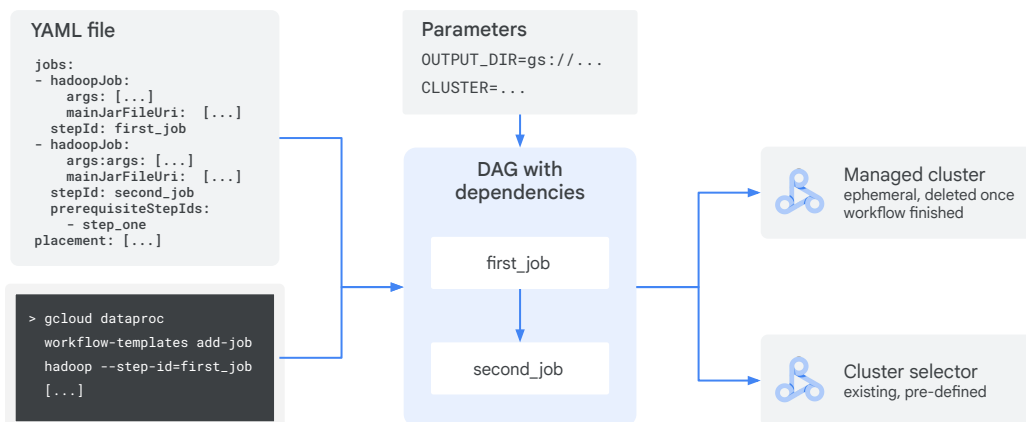 YAML file
jobs:
- hadoopJob:
args: [...]
mainJarFileUri: [...]
stepId: first_job
- hadoopJob:
args:args: [...]
mainJarFileUri: [...]
stepId: second_job
prerequisiteStepIds:
- step_one
placement: [...]
> gcloud dataproc
workflow-templates add-job
hadoop --step-id=first_job
[...]
Parameters
OUTPUT_DIR=gs://...
CLUSTER=...
DAG with
dependencies
first_job
second_job
Managed cluster
ephemeral, deleted once
workflow finished
Cluster selector
existing, pre-defined